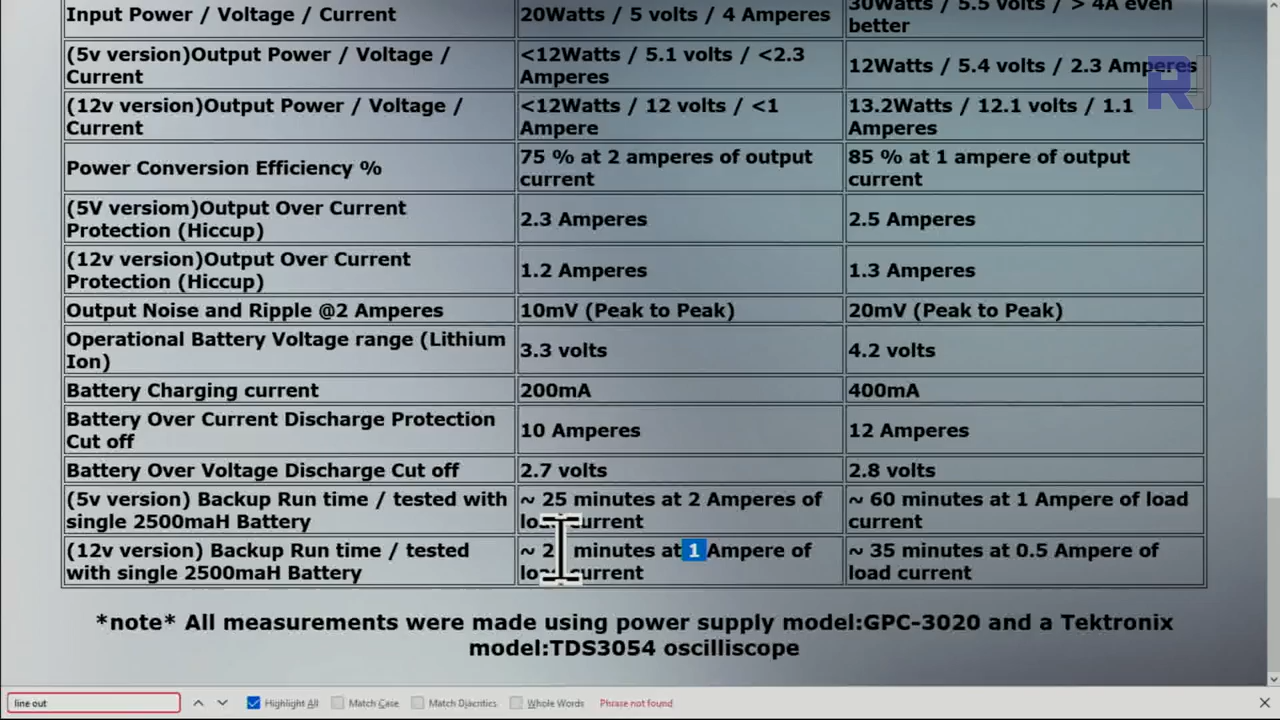 Input Power / Voltage / Current
20Watts / 5 volts / 4 Amperes
30Watts / 5.5 volts / > 4A even
better
(5v version)Output Power / Voltage /
Current
<12Watts / 5.1 volts / <2.3
Amperes
12Watts / 5.4 volts / 2.3 Amperes
(12v version)Output Power / Voltage /
Current
<12Watts / 12 volts / <1
Ampere
13.2Watts / 12.1 volts / 1.1
Amperes
Power Conversion Efficiency %
75 % at 2 amperes of output
current
85 % at 1 ampere of output
current
(5V versiom)Output Over Current
Protection (Hiccup)
2.3 Amperes
2.5 Amperes
(12v version)Output Over Current
Protection (Hiccup)
1.2 Amperes
1.3 Amperes
Output Noise and Ripple @2 Amperes
10mV (Peak to Peak)
20mV (Peak to Peak)
Operational Battery Voltage range (Lithium
Ion)
3.3 volts
4.2 volts
Battery Charging current
200mA
400mA
Battery Over Current Discharge Protection
Cut off
10 Amperes
12 Amperes
Battery Over Voltage Discharge Cut off
2.7 volts
2.8 volts
(5v version) Backup Run time / tested with
single 2500maH Battery
~ 25 minutes at 2 Amperes of
load current
~ 60 minutes at 1 Ampere of load
current
(12v version) Backup Run time / tested
with single 2500maH Battery
~ minutes at 1 Ampere of
load current
~ 35 minutes at 0.5 Ampere of
load current
*note* All measurements were made using power supply model:GPC-3020 and a Tektronix
model:TDS3054 oscilliscope
line out
Highlight All
Match Case
Match Diacritics
Whole Words
Phrase not found
RJ